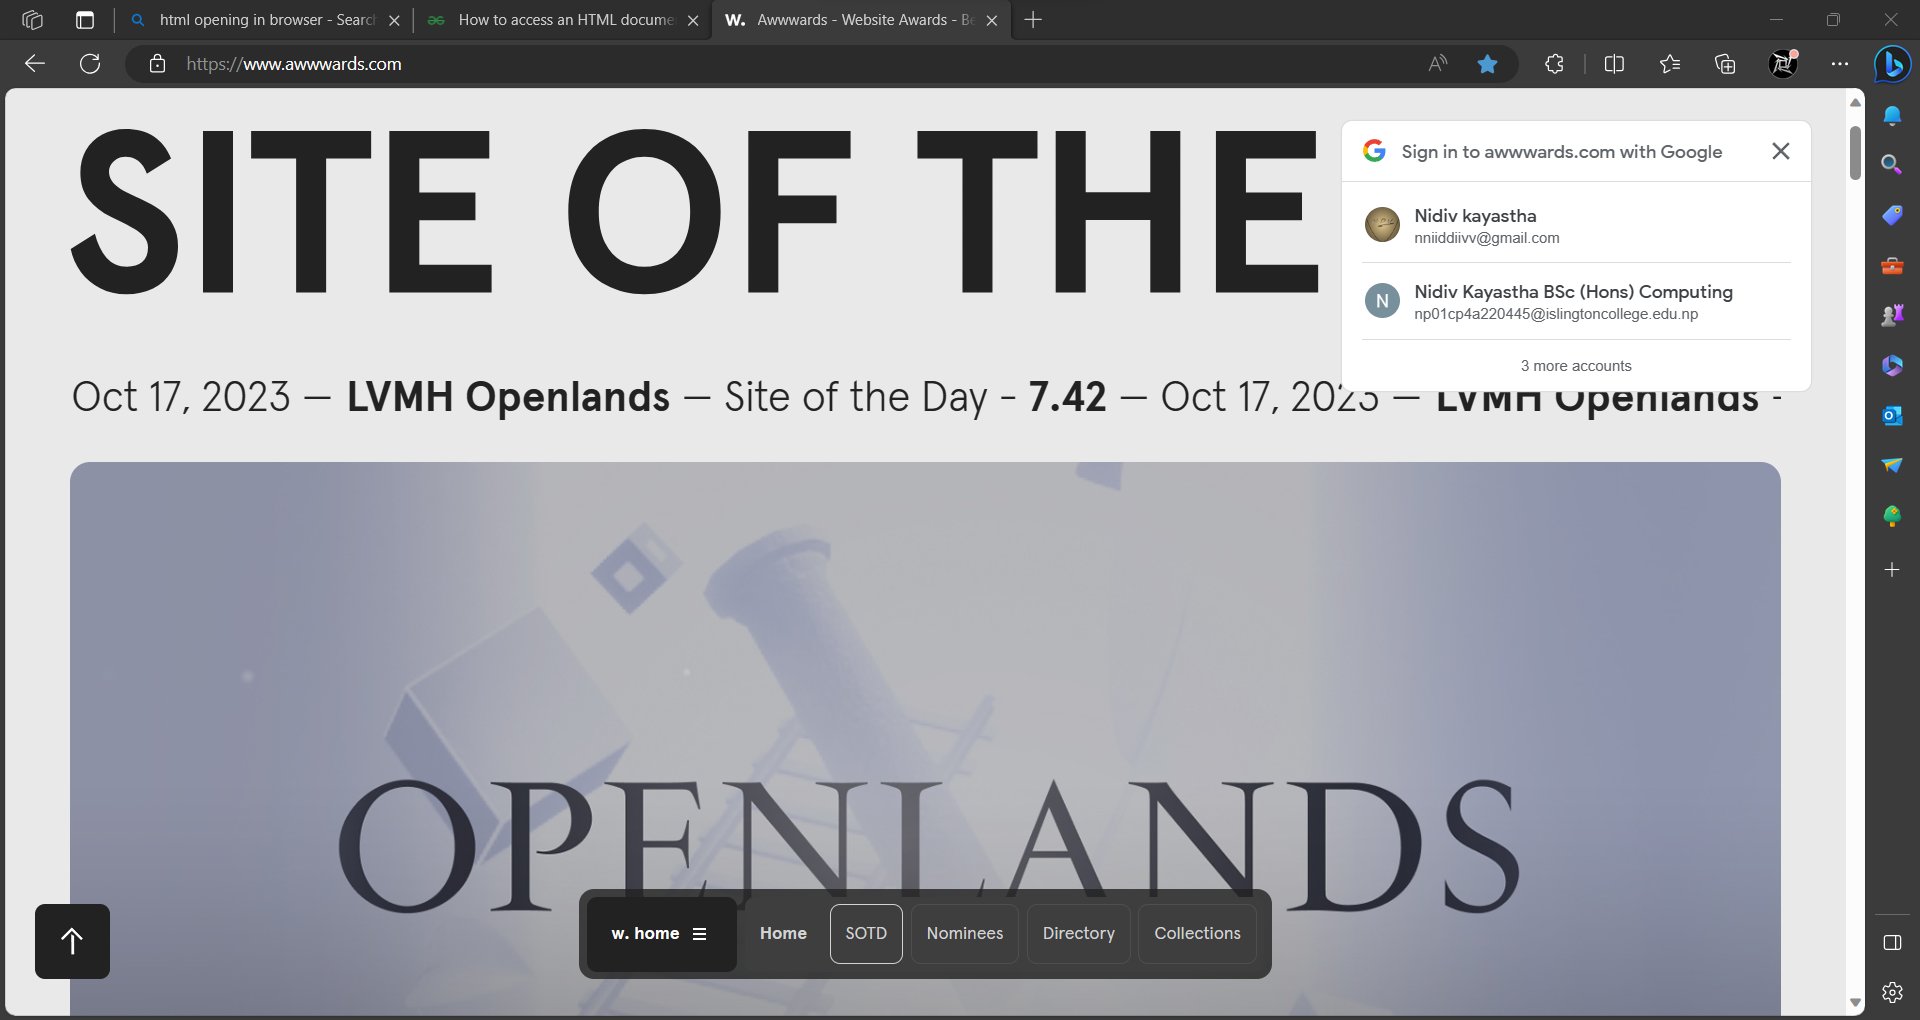 html opening in browser - Searc
How to access an HTML docume
W. Awwwards - Website Awards - Be
https://www.awwwards.com
SITE OF THE
Sign in to awwwards.com with Google
Nidiv kayastha
nniiddiivv@gmail.com
N
Nidiv Kayastha BSc (Hons) Computing
np01cp4a220445@islingtoncollege.edu.np
3 more accounts
Oct 17, 2023 — LVMH Openlands — Site of the Day - 7.42 — Oct 17, 2023 — LVMH Openlands -
OPENLANDS
w. home Home SOTD Nominees Directory Collections